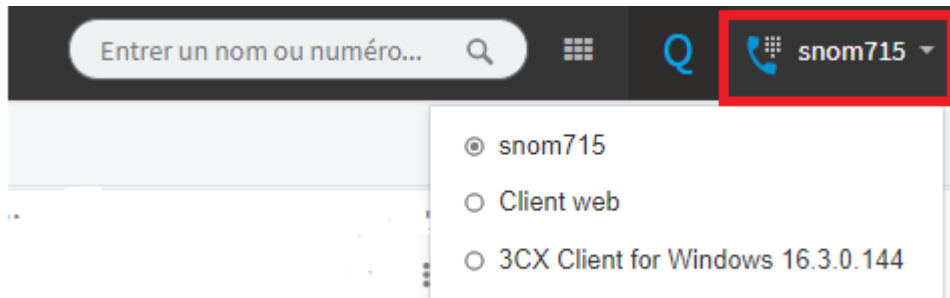 Entrer un nom ou numéro...
Q
snom715
snom715
Client web
3CX Client for Windows 16.3.0.144